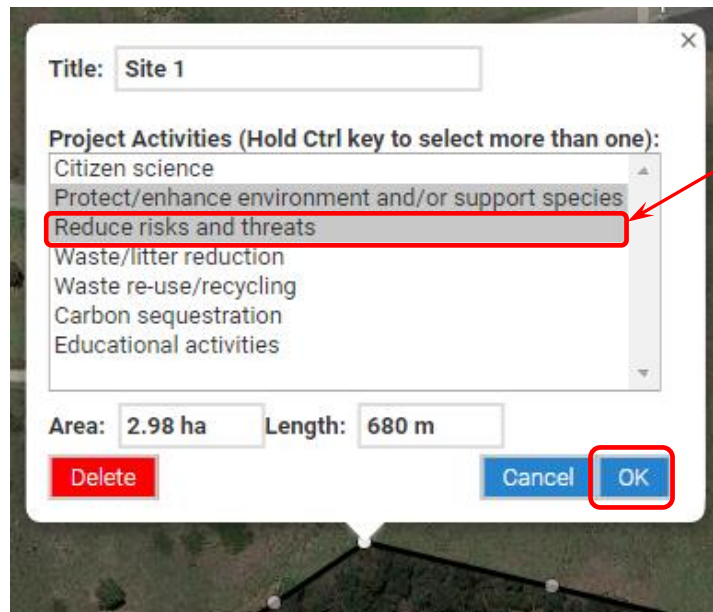 ×
Title: Site 1
Project Activities (Hold Ctrl key to select more than one):
Citizen science
Protect/enhance environment and/or support species
Reduce risks and threats
Waste/litter reduction
Waste re-use/recycling
Carbon sequestration
Educational activities
Area: 2.98 ha Length: 680 m
Delete Cancel OK